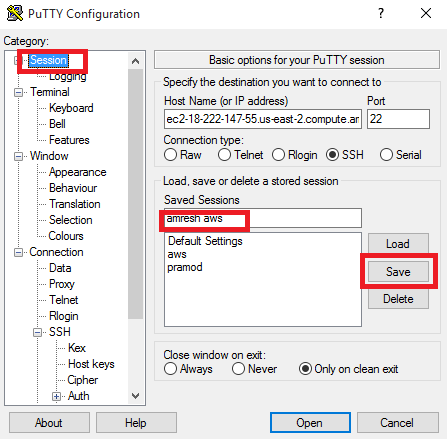 PuTTY Configuration
Category:
Session
Logging
Terminal
Keyboard
Bell
Features
Window
Appearance
Behaviour
Translation
Selection
Colours
Connection
Data
Proxy
Telnet
Rlogin
SSH
Kex
Host keys
Cipher
Auth
Basic options for your PuTTY session
Specify the destination you want to connect to
Host Name (or IP address) Port
ec2-18-222-147-55.us-east-2.compute.am 22
Connection type:
Raw Telnet Rlogin SSH Serial
Load, save or delete a stored session
Saved Sessions
amresh aws
Default Settings
aws
pramod
Load
Save
Delete
Close window on exit:
Always Never Only on clean exit
About Help Open Cancel